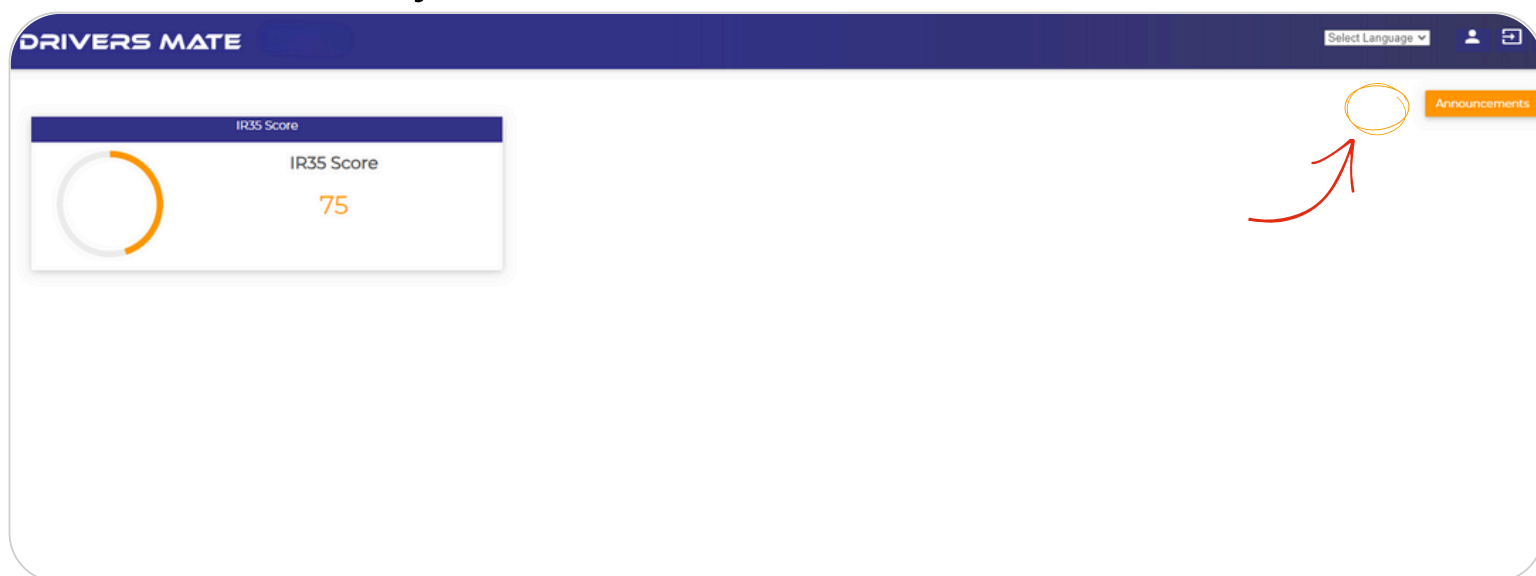 DRIVERS MATE
Select Language
Announcements
IR35 Score
IR35 Score
75